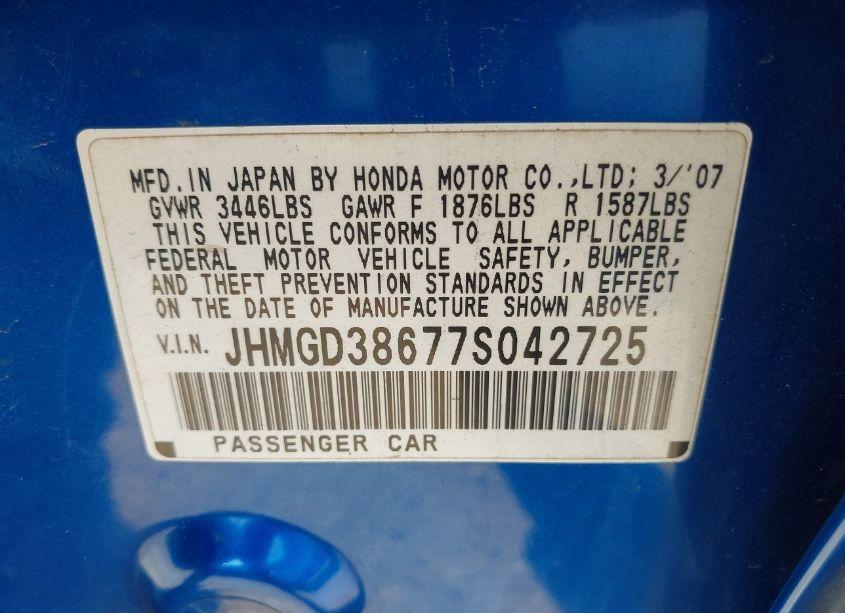 MFD.IN JAPAN BY HONDA MOTOR CO.,LTD; 3/'07
GVWR 3446LBS GAWR F 1876LBS R 1587LBS
THIS VEHICLE CONFORMS TO ALL APPLICABLE
FEDERAL MOTOR VEHICLE SAFETY, BUMPER,
AND THEFT PREVENTION STANDARDS IN EFFECT
ON THE DATE OF MANUFACTURE SHOWN ABOVE.
V.I.N. JHMGD38677S042725
PASSENGER CAR